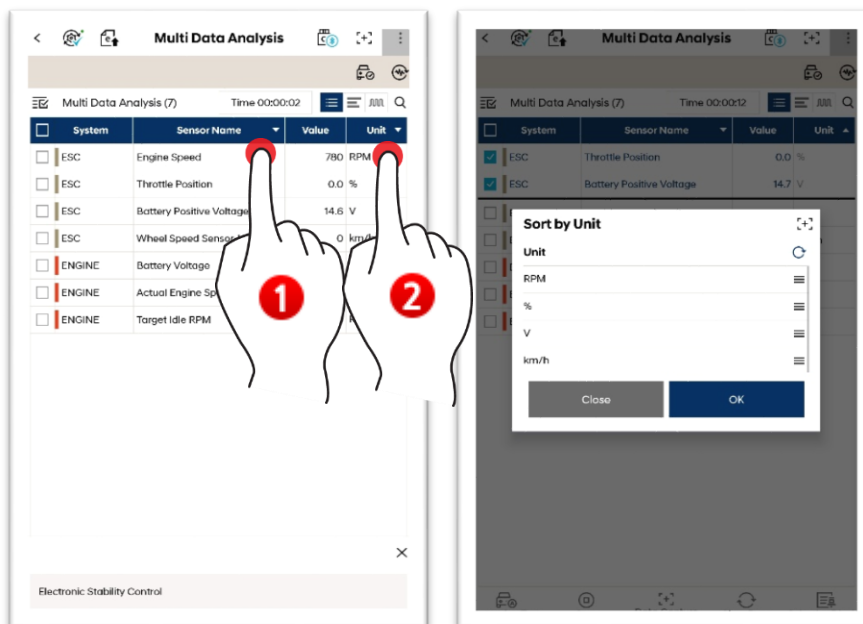 Multi Data Analysis
Multi Data Analysis (7) Time 00:00:02
System Sensor Name Value Unit
ESC Engine Speed 780 RPM
ESC Throttle Position 0.0 %
ESC Battery Positive Voltage 14.6 V
ESC Wheel Speed 0
ENGINE Battery Voltage
ENGINE Actual Engine
ENGINE Target Idle RPM
1
2
Electronic Stability Control
Multi Data Analysis
Multi Data Analysis (7) Time 00:00:12
System Sensor Name Value Unit
ESC Throttle Position 0.0 %
ESC Battery Positive Voltage 14.7 V
Sort by Unit
Unit
RPM
%
V
km/h
Close OK